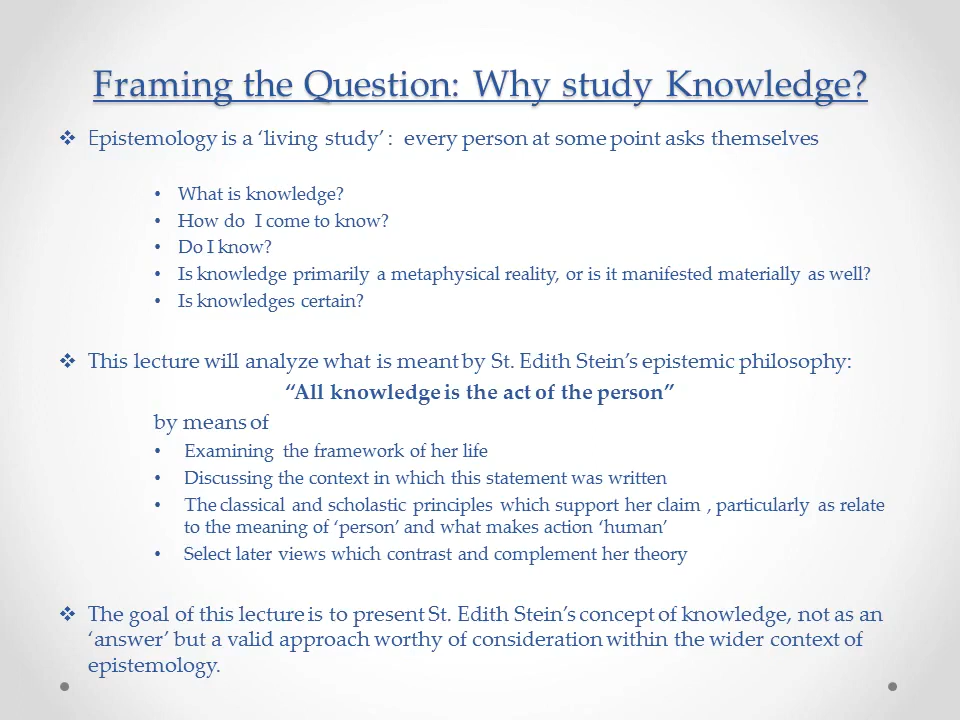 Framing the Question: Why study Knowledge?
❖ Epistemology is a ‘living study’ : every person at some point asks themselves
• What is knowledge?
• How do I come to know?
• Do I know?
• Is knowledge primarily a metaphysical reality, or is it manifested materially as well?
• Is knowledges certain?
❖ This lecture will analyze what is meant by St. Edith Stein’s epistemic philosophy:
“All knowledge is the act of the person”
by means of
• Examining the framework of her life
• Discussing the context in which this statement was written
• The classical and scholastic principles which support her claim , particularly as relate
to the meaning of ‘person’ and what makes action ‘human’
• Select later views which contrast and complement her theory
❖ The goal of this lecture is to present St. Edith Stein’s concept of knowledge, not as an
‘answer’ but a valid approach worthy of consideration within the wider context of
epistemology.